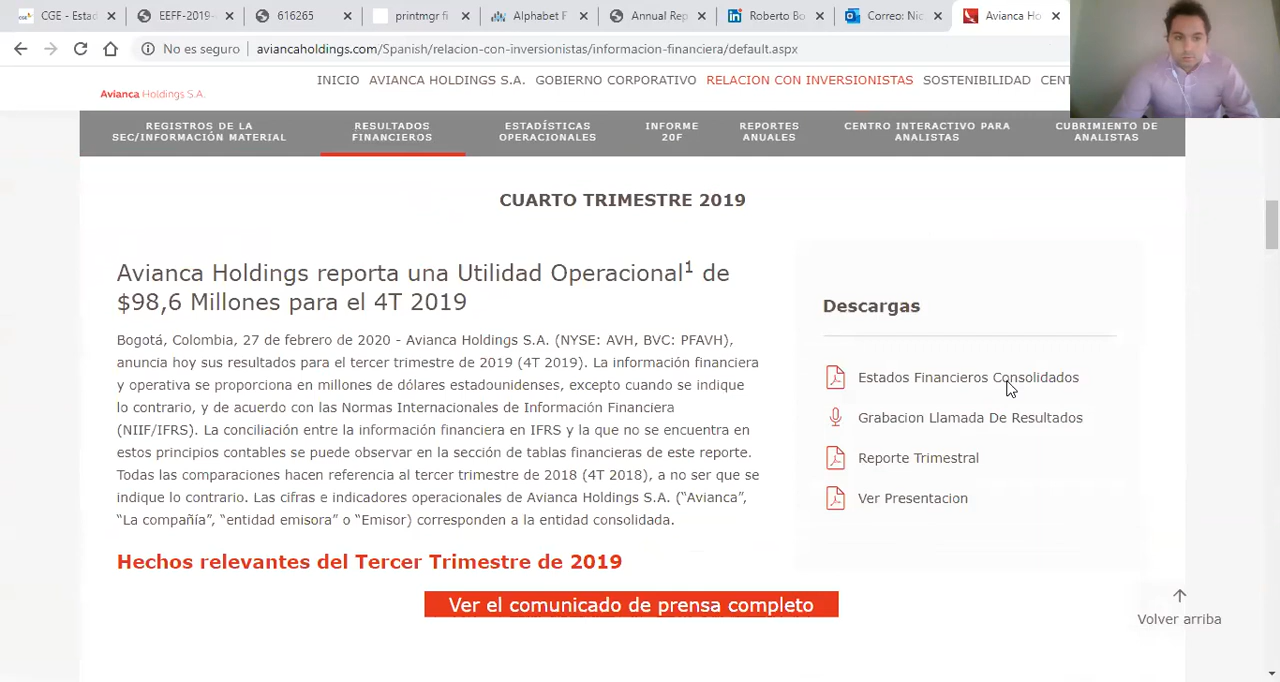 CGE - Estad
EEFF-2019-
616265
printmgr fi
Alphabet F
Annual Rep
Roberto Bo
Correo: Nic
Avianca Ho
No es seguro | aviancaholdings.com/Spanish/relacion-con-inversionistas/informacion-financiera/default.aspx
Avianca Holdings S.A.
INICIO AVIANCA HOLDINGS S.A. GOBIERNO CORPORATIVO RELACION CON INVERSIONISTAS SOSTENIBILIDAD CENT
REGISTROS DE LA
SEC/INFORMACIÓN MATERIAL
RESULTADOS
FINANCIEROS
ESTADÍSTICAS
OPERACIONALES
INFORME
20F
REPORTES
ANUALES
CENTRO INTERACTIVO PARA
ANALISTAS
CUBRIMIENTO DE
ANALISTAS
CUARTO TRIMESTRE 2019
Avianca Holdings reporta una Utilidad Operacional¹ de
$98,6 Millones para el 4T 2019
Bogotá, Colombia, 27 de febrero de 2020 - Avianca Holdings S.A. (NYSE: AVH, BVC: PFAVH),
anuncia hoy sus resultados para el tercer trimestre de 2019 (4T 2019). La información financiera
y operativa se proporciona en millones de dólares estadounidenses, excepto cuando se indique
lo contrario, y de acuerdo con las Normas Internacionales de Información Financiera
(NIIF/IFRS). La conciliación entre la información financiera en IFRS y la que no se encuentra en
estos principios contables se puede observar en la sección de tablas financieras de este reporte.
Todas las comparaciones hacen referencia al tercer trimestre de 2018 (4T 2018), a no ser que se
indique lo contrario. Las cifras e indicadores operacionales de Avianca Holdings S.A. (“Avianca”,
“La compañía”, “entidad emisora” o “Emisor) corresponden a la entidad consolidada.
Hechos relevantes del Tercer Trimestre de 2019
Ver el comunicado de prensa completo
Descargas
Estados Financieros Consolidados
Grabacion Llamada De Resultados
Reporte Trimestral
Ver Presentacion
Volver arriba